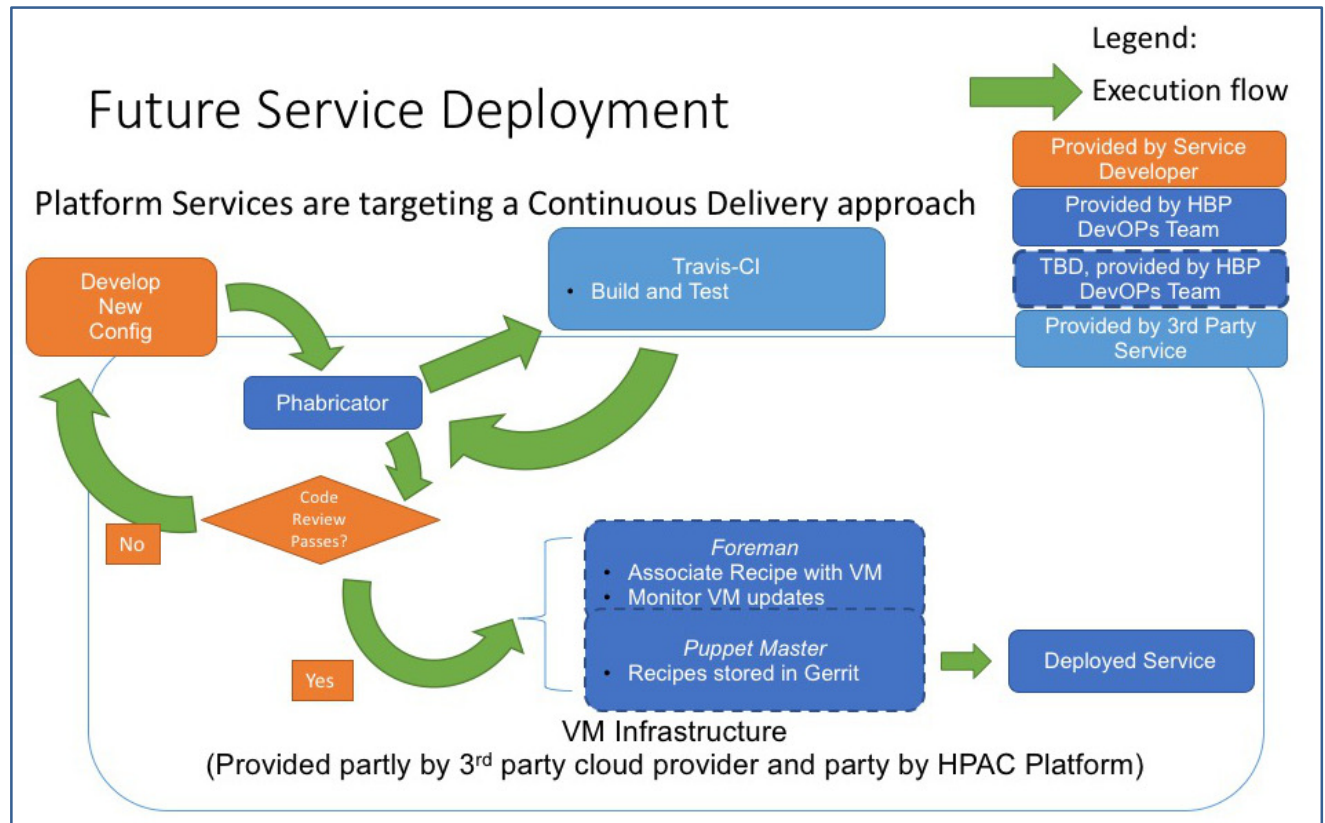 Legend:
Execution flow
Future Service Deployment
Provided by Service
Developer
Provided by HBP
DevOPs Team
TBD, provided by HBP
DevOPs Team
Provided by 3rd Party
Service
Platform Services are targeting a Continuous Delivery approach
Develop
New
Config
Travis-CI
• Build and Test
Phabricator
Code
Review
Passes?
No
Yes
Foreman
• Associate Recipe with VM
• Monitor VM updates
Puppet Master
• Recipes stored in Gerrit
Deployed Service
VM Infrastructure
(Provided partly by 3rd party cloud provider and party by HPAC Platform)